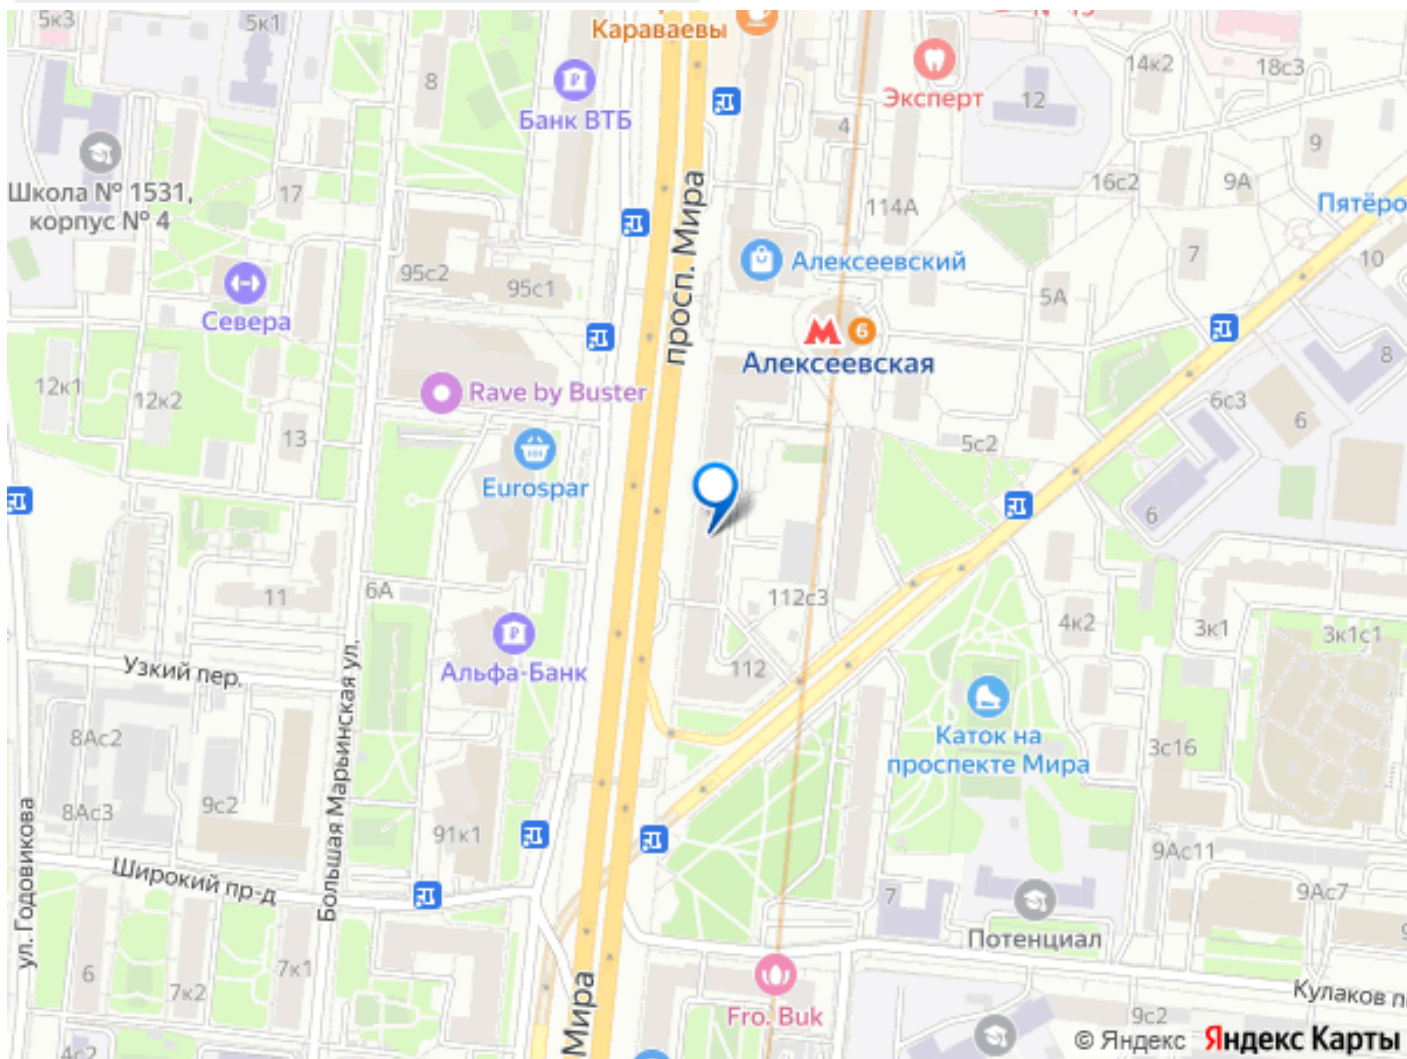 5к3
5к1
Караваевы
8
Банк ВТБ
Эксперт
12
14к2
18с3
4
9
Школа № 1531,
корпус № 4
17
просп. Мира
114А
16с2
9А
Пятёро
95с2
95с1
Алексеевский
7
10
5А
Севера
6
Алексеевская
8
12к1
12к2
Rave by Buster
6с3
6
13
5с2
Eurospar
6
11
6А
112с3
4к2
3к1
3к1с1
Узкий пер.
Альфа-Банк
112
8Ас2
Большая Марьинская ул.
Каток на
проспекте Мира
3с16
8Ас3
9с2
91к1
ул. Годовикова
Широкий пр-д
9Ас11
7
9Ас7
Потенциал
6
7к2
7к1
Мира
Fro. Buk
Кулаков п
9с2
4с2
© Яндекс Яндекс Карты